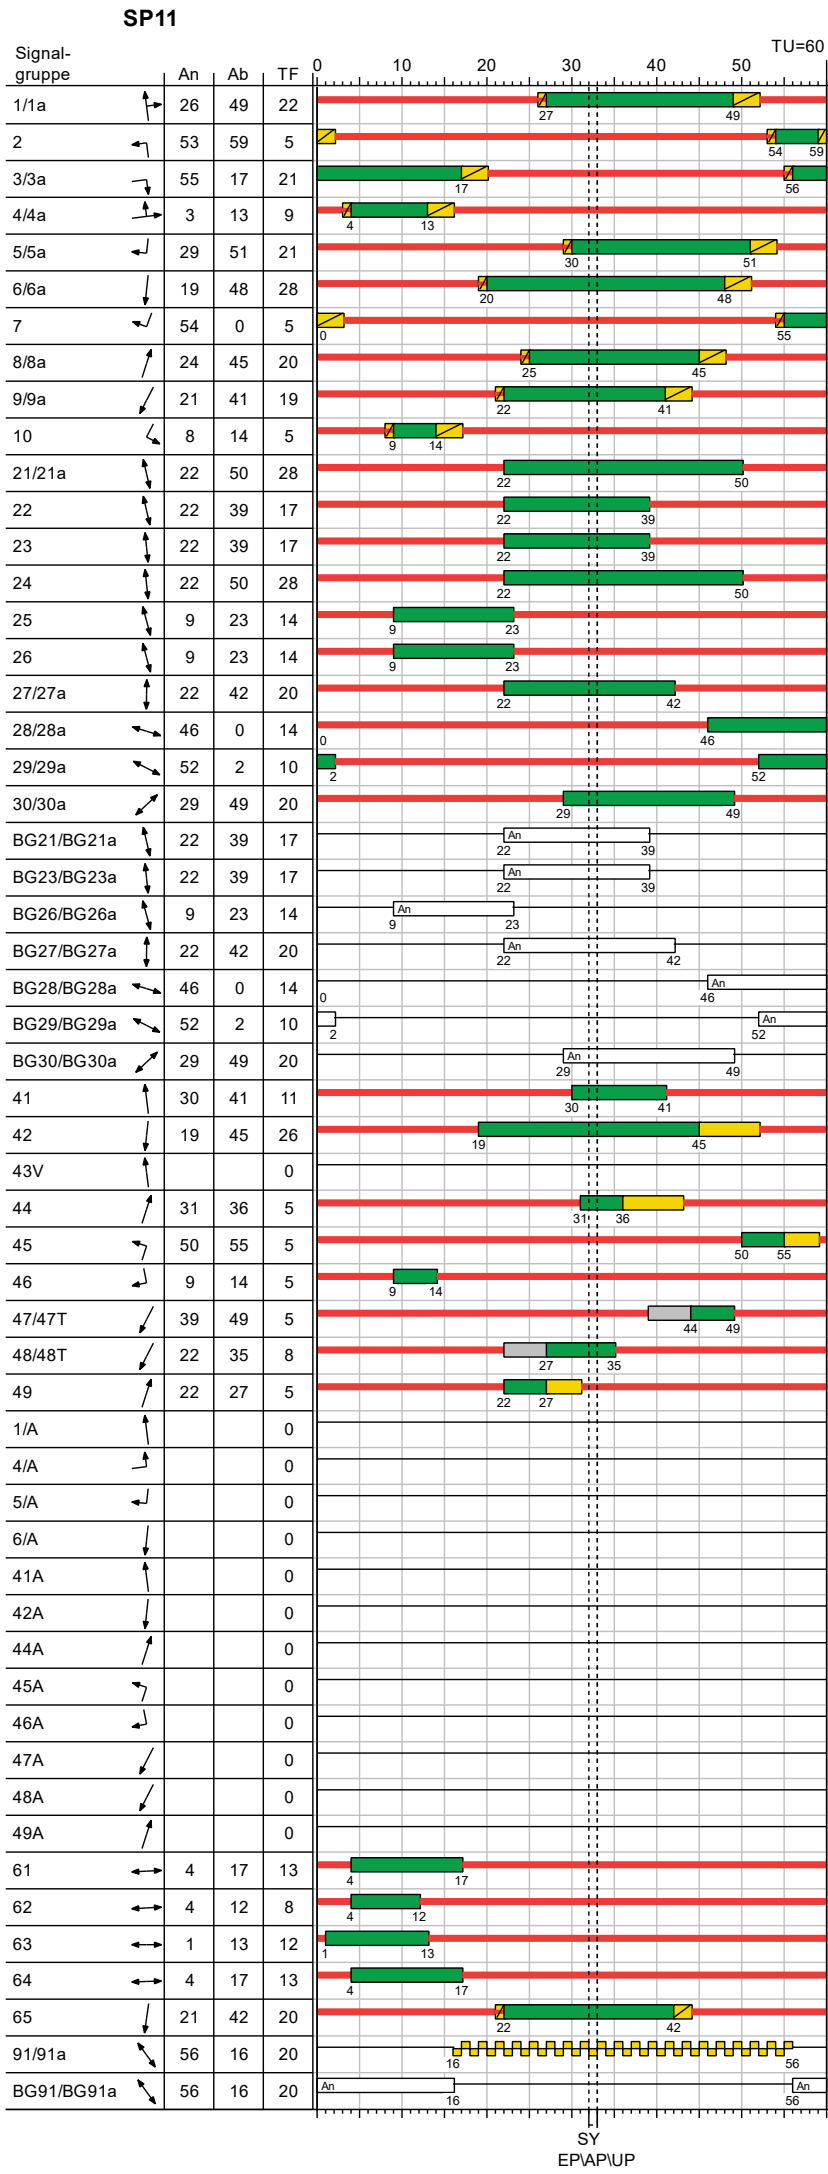 SP11
TU=60
Signal-
gruppe An Ab TF 0 10 20 30 40 50
1/1a 26 49 22 27 49
2 53 59 5 54 59
3/3a 55 17 21 17 56
4/4a 3 13 9 4 13
5/5a 29 51 21 30 51
6/6a 19 48 28 20 48
7 54 0 5 0 55
8/8a 24 45 20 25 45
9/9a 21 41 19 22 41
10 8 14 5 9 14
21/21a 22 50 28 22 50
22 22 39 17 22 39
23 22 39 17 22 39
24 22 50 28 22 50
25 9 23 14 9 23
26 9 23 14 9 23
27/27a 22 42 20 22 42
28/28a 46 0 14 0 46
29/29a 52 2 10 2 52
30/30a 29 49 20 29 49
BG21/BG21a 22 39 17 An 22 39
BG23/BG23a 22 39 17 An 22 39
BG26/BG26a 9 23 14 An 9 23
BG27/BG27a 22 42 20 An 22 42
BG28/BG28a 46 0 14 An 0 46
BG29/BG29a 52 2 10 An 2 52
BG30/BG30a 29 49 20 An 29 49
41 30 41 11 30 41
42 19 45 26 19 45
43V 0
44 31 36 5 31 36
45 50 55 5 50 55
46 9 14 5 9 14
47/47T 39 49 5 44 49
48/48T 22 35 8 27 35
49 22 27 5 22 27
1/A 0
4/A 0
5/A 0
6/A 0
41A 0
42A 0
44A 0
45A 0
46A 0
47A 0
48A 0
49A 0
61 4 17 13 4 17
62 4 12 8 4 12
63 1 13 12 1 13
64 4 17 13 4 17
65 21 42 20 22 42
91/91a 56 16 20 16 56
BG91/BG91a 56 16 20 An An 16 56
SY
EP\AP\UP